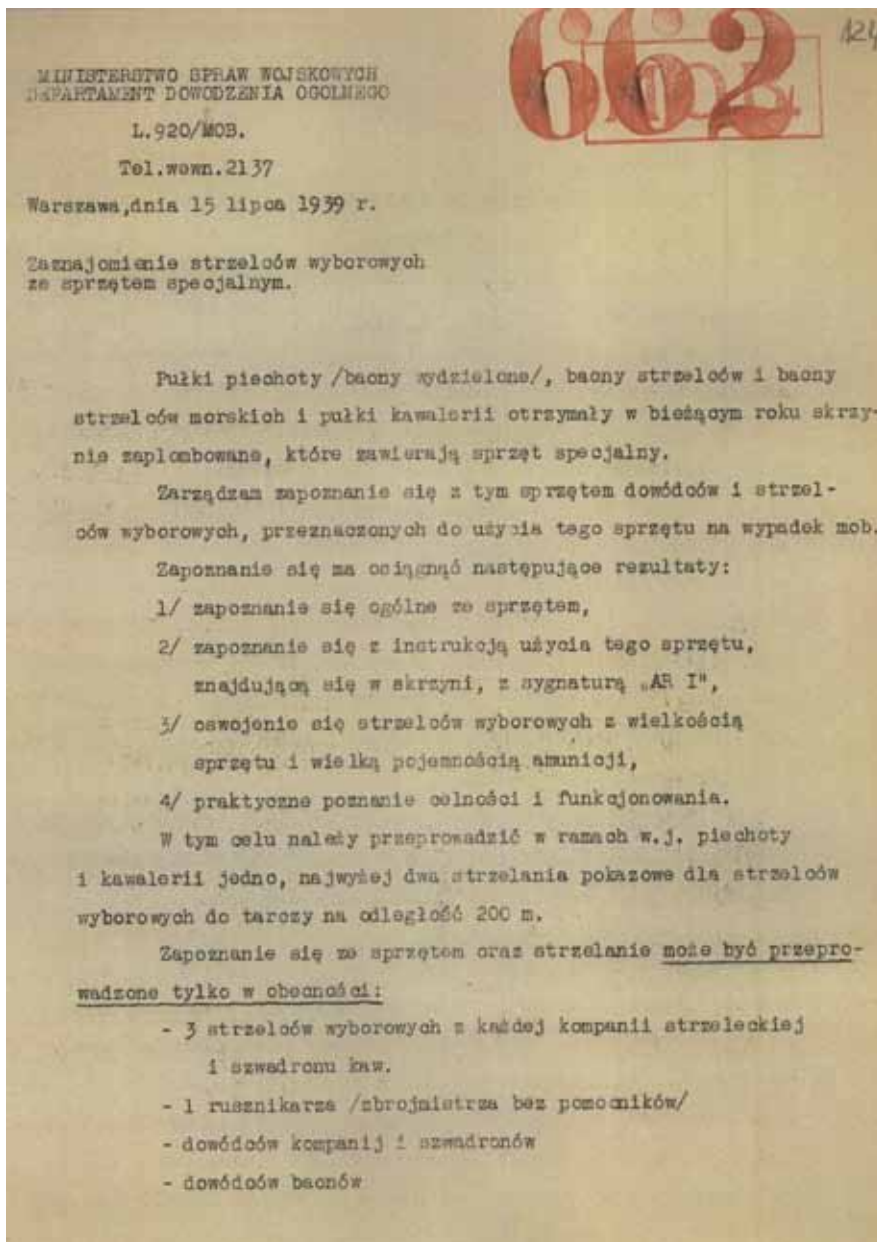 124
662
MOB.
MINISTERSTWO SPRAW WOJSKOWYCH
DEPARTAMENT DOWODZENIA OGOLNEGO
L.920/MOB.
Tel.wewn.2137
Warszawa,dnia 15 lipca 1939 r.
Zaznajomienie strzelców wyborowych
ze sprzętem specjalnym.
Pułki piechoty /baony wydzielone/, baony strzelców i baony
strzelców morskich i pułki kawalerii otrzymały w bieżącym roku skrzy-
nie zaplombowane, które zawierają sprzęt specjalny.
Zarządzam zapoznanie się z tym sprzętem dowódców i strzel-
ców wyborowych, przeznaczonych do użycia tego sprzętu na wypadek mob.
Zapoznanie się ma osiągnąć następujące rezultaty:
1/ zapoznanie się ogólne ze sprzętem,
2/ zapoznanie się z instrukcją użycia tego sprzętu,
znajdującą się w skrzyni, z sygnaturą „AR I",
3/ oswojenie się strzelców wyborowych z wielkością
sprzętu i wielką pojemnością amunicji,
4/ praktyczne poznanie celności i funkcjonowania.
W tym celu należy przeprowadzić w ramach w.j. piechoty
i kawalerii jedno, najwyżej dwa strzelania pokazowe dla strzelców
wyborowych do tarczy na odległość 200 m.
Zapoznanie się ze sprzętem oraz strzelanie może być przepro-
wadzone tylko w obecności:
- 3 strzelców wyborowych z każdej kompanii strzeleckiej
i szwadronu kaw.
- 1 rusznikarza /zbrojmistrza bez pomocników/
- dowódców kompanij i szwadronów
- dowódców baonów